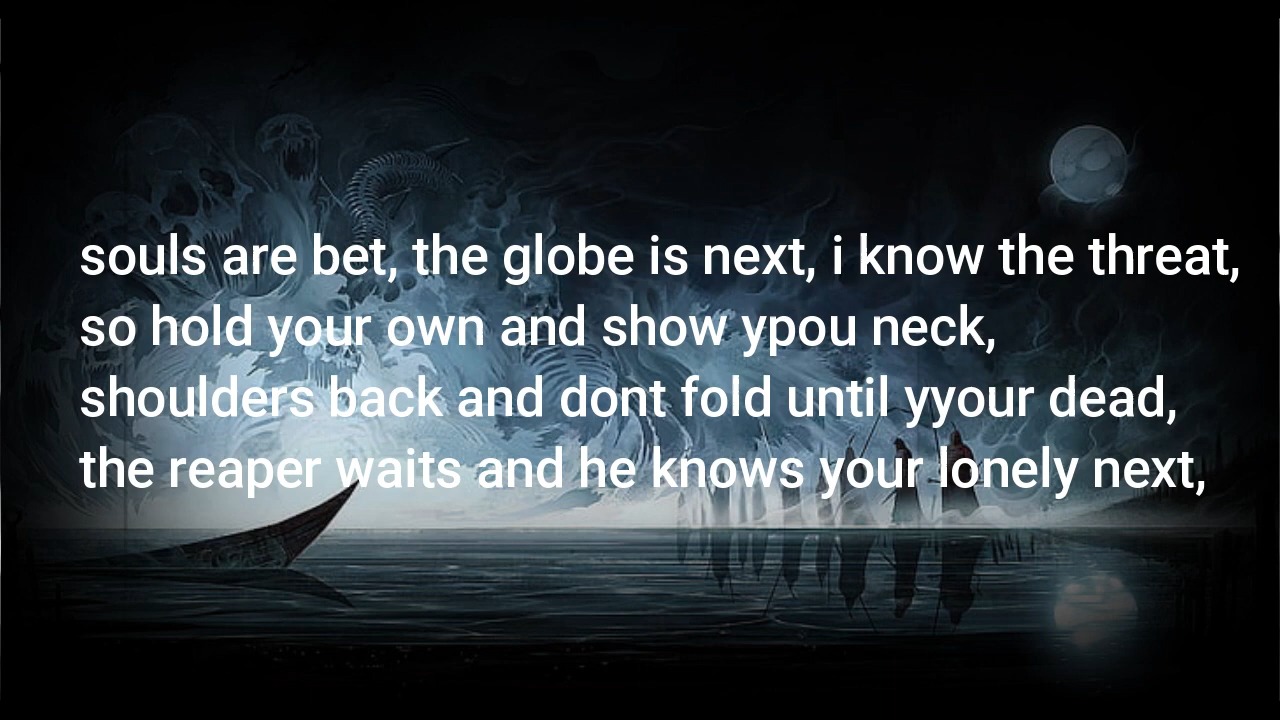 souls are bet, the globe is next, i know the threat,
so hold your own and show ypou neck,
shoulders back and dont fold until yyour dead,
the reaper waits and he knows your lonely next,